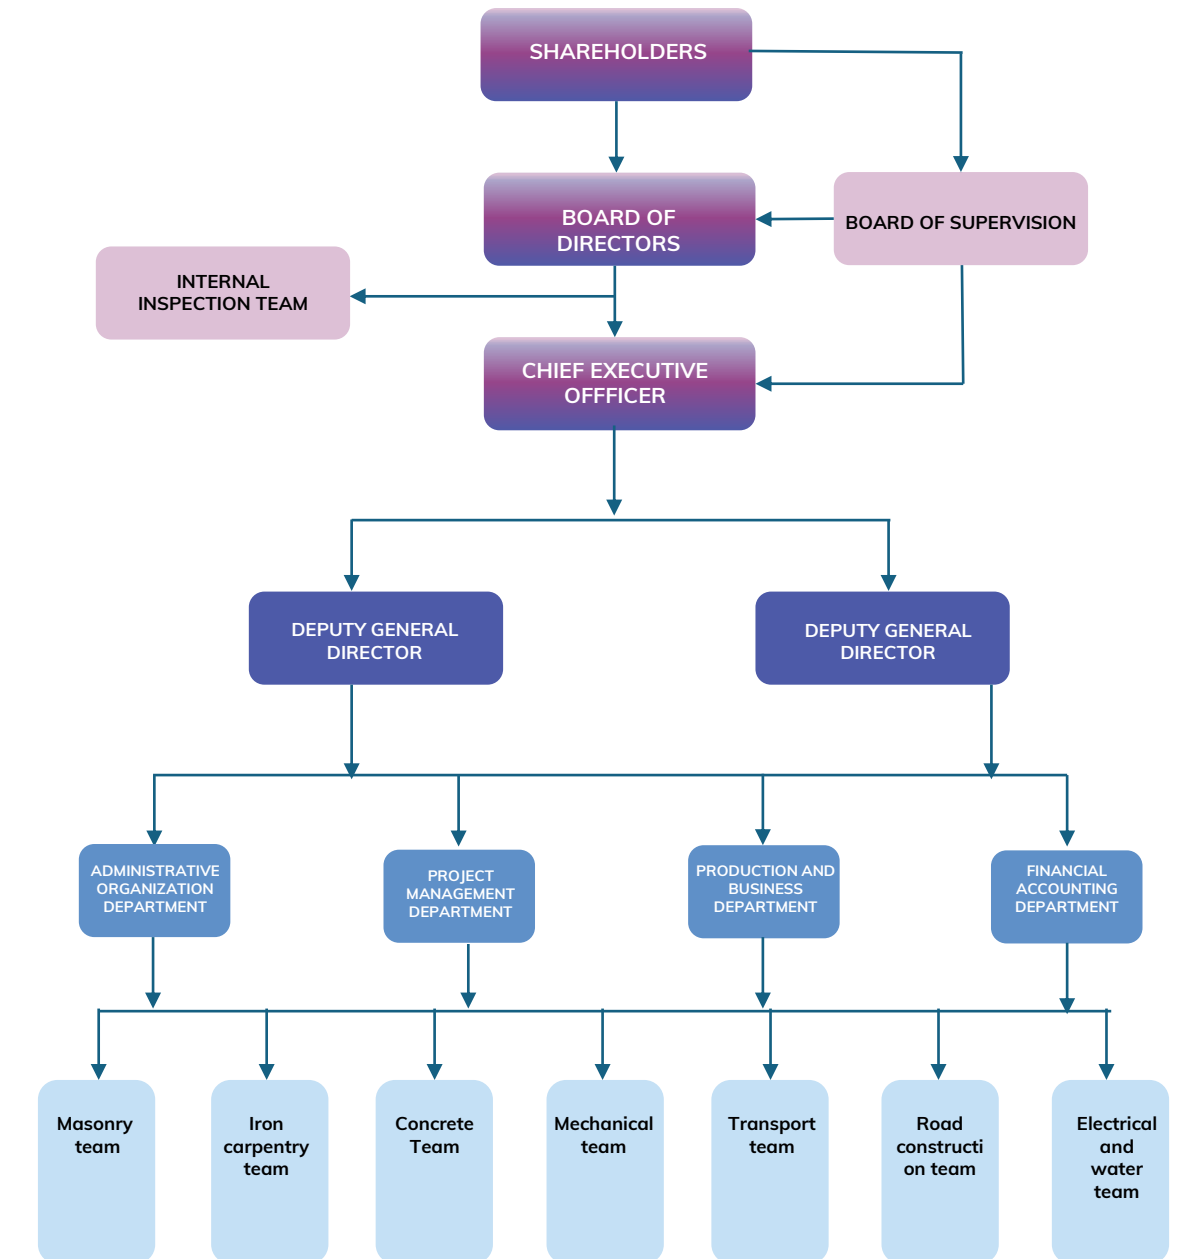 SHAREHOLDERS
BOARD OF
DIRECTORS
BOARD OF SUPERVISION
INTERNAL
INSPECTION TEAM
CHIEF EXECUTIVE
OFFFICER
DEPUTY GENERAL
DIRECTOR
DEPUTY GENERAL
DIRECTOR
ADMINISTRATIVE
ORGANIZATION
DEPARTMENT
PROJECT
MANAGEMENT
DEPARTMENT
PRODUCTION AND
BUSINESS
DEPARTMENT
FINANCIAL
ACCOUNTING
DEPARTMENT
Masonry
team
Iron
carpentry
team
Concrete
Team
Mechanical
team
Transport
team
Road
constructi
on team
Electrical
and
water
team